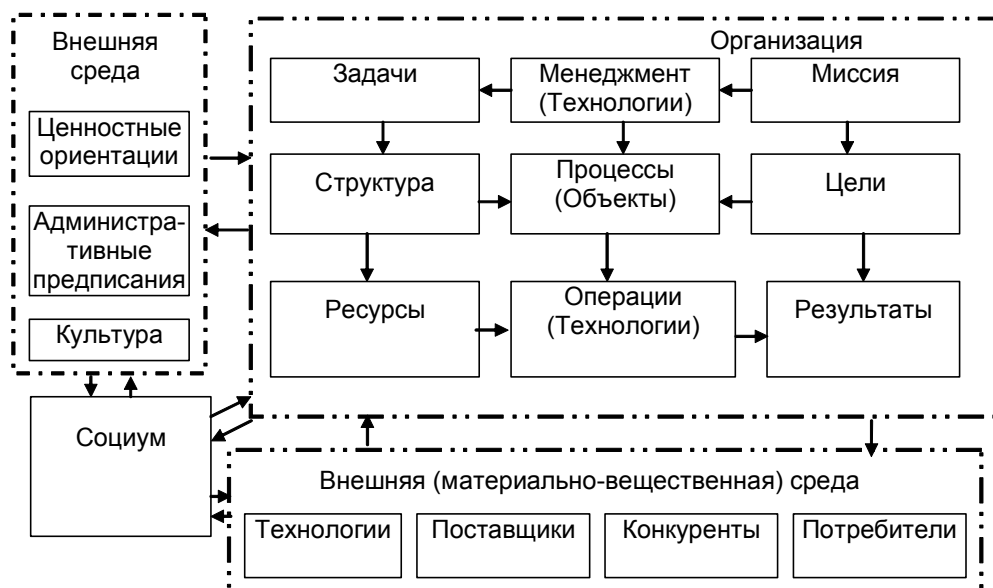 Внешняя
среда
Ценностные
ориентации
Административ-
тивные
предписания
Культура
Социум
Организация
Задачи
Менеджмент
(Технологии)
Миссия
Структура
Процессы
(Объекты)
Цели
Ресурсы
Операции
(Технологии)
Результаты
Внешняя (материально-вещественная) среда
Технологии
Поставщики
Конкуренты
Потребители